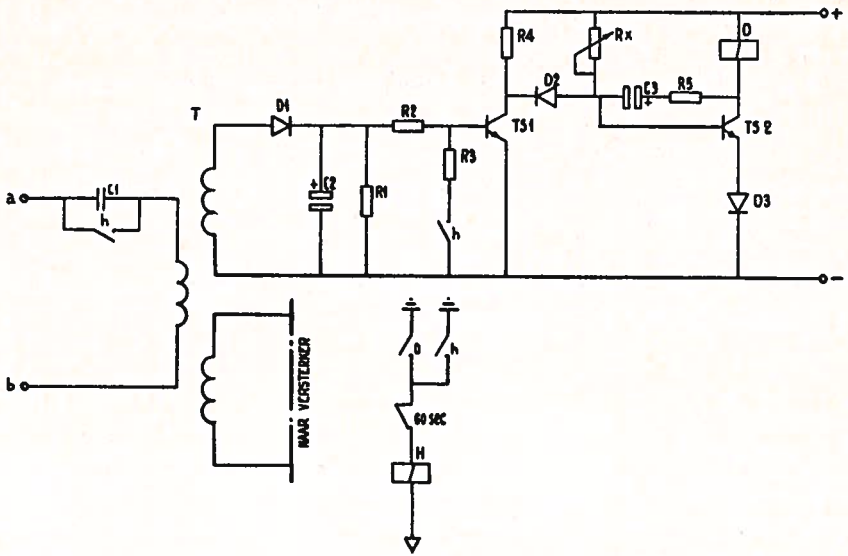 R4
Rx
D
+
T
D1
R2
TS1
D2
C3
+
R5
TS2
a
C1
h
+
C2
R1
R3
h
D3
-
b
NAAR VERSTERKER
D
h
60 sec
H